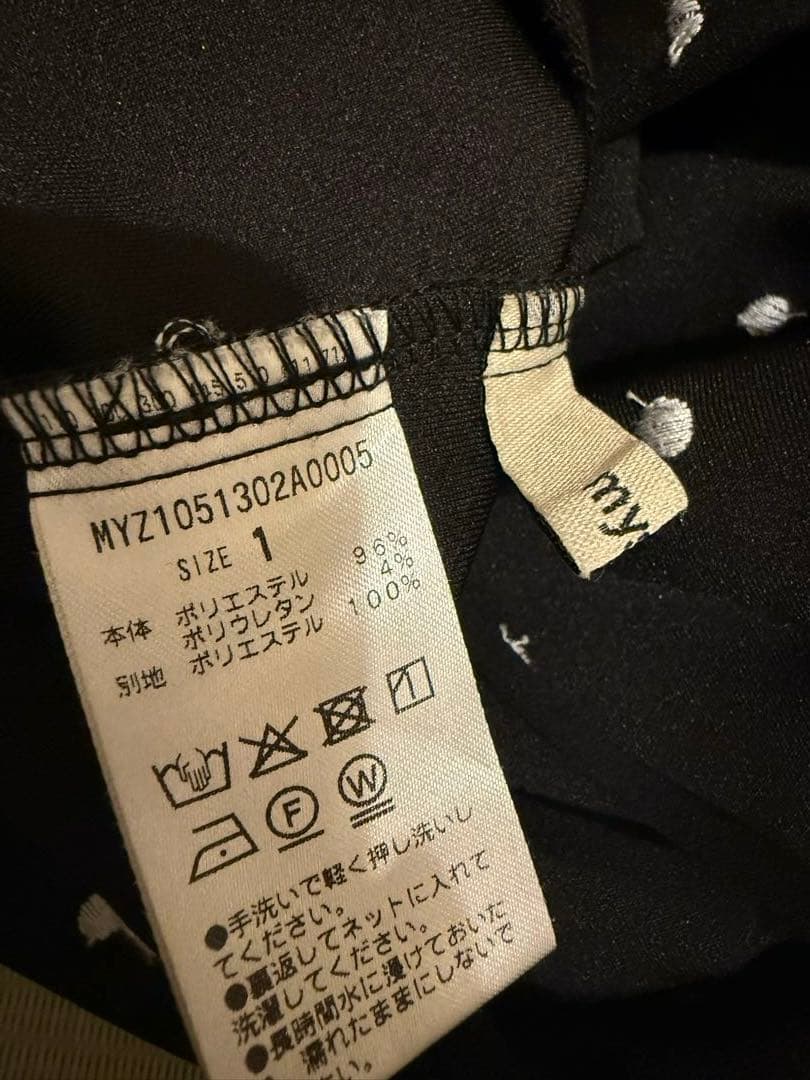 MYZ1051302A0005
SIZE 1
本体 ポリエステル 96%
ポリウレタン 4%
別地 ポリエステル 100%
F W
●手洗いで軽く押し洗いし
てください。
●裏返してネットに入れて
洗濯してください。
●長時間水に浸けておいた
濡れたままにしないで
さい。
my